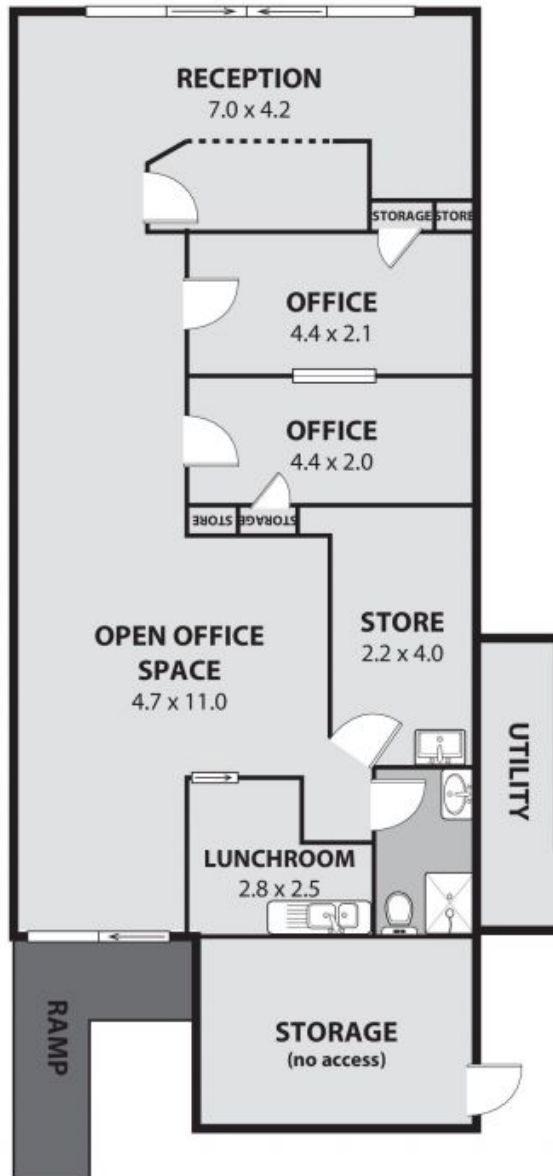 RECEPTION
7.0 x 4.2
STORAGE
STORE
OFFICE
4.4 x 2.1
OFFICE
4.4 x 2.0
STORE
STORAGE
OPEN OFFICE
SPACE
4.7 x 11.0
STORE
2.2 x 4.0
UTILITY
LUNCHROOM
2.8 x 2.5
RAMP
STORAGE
(no access)